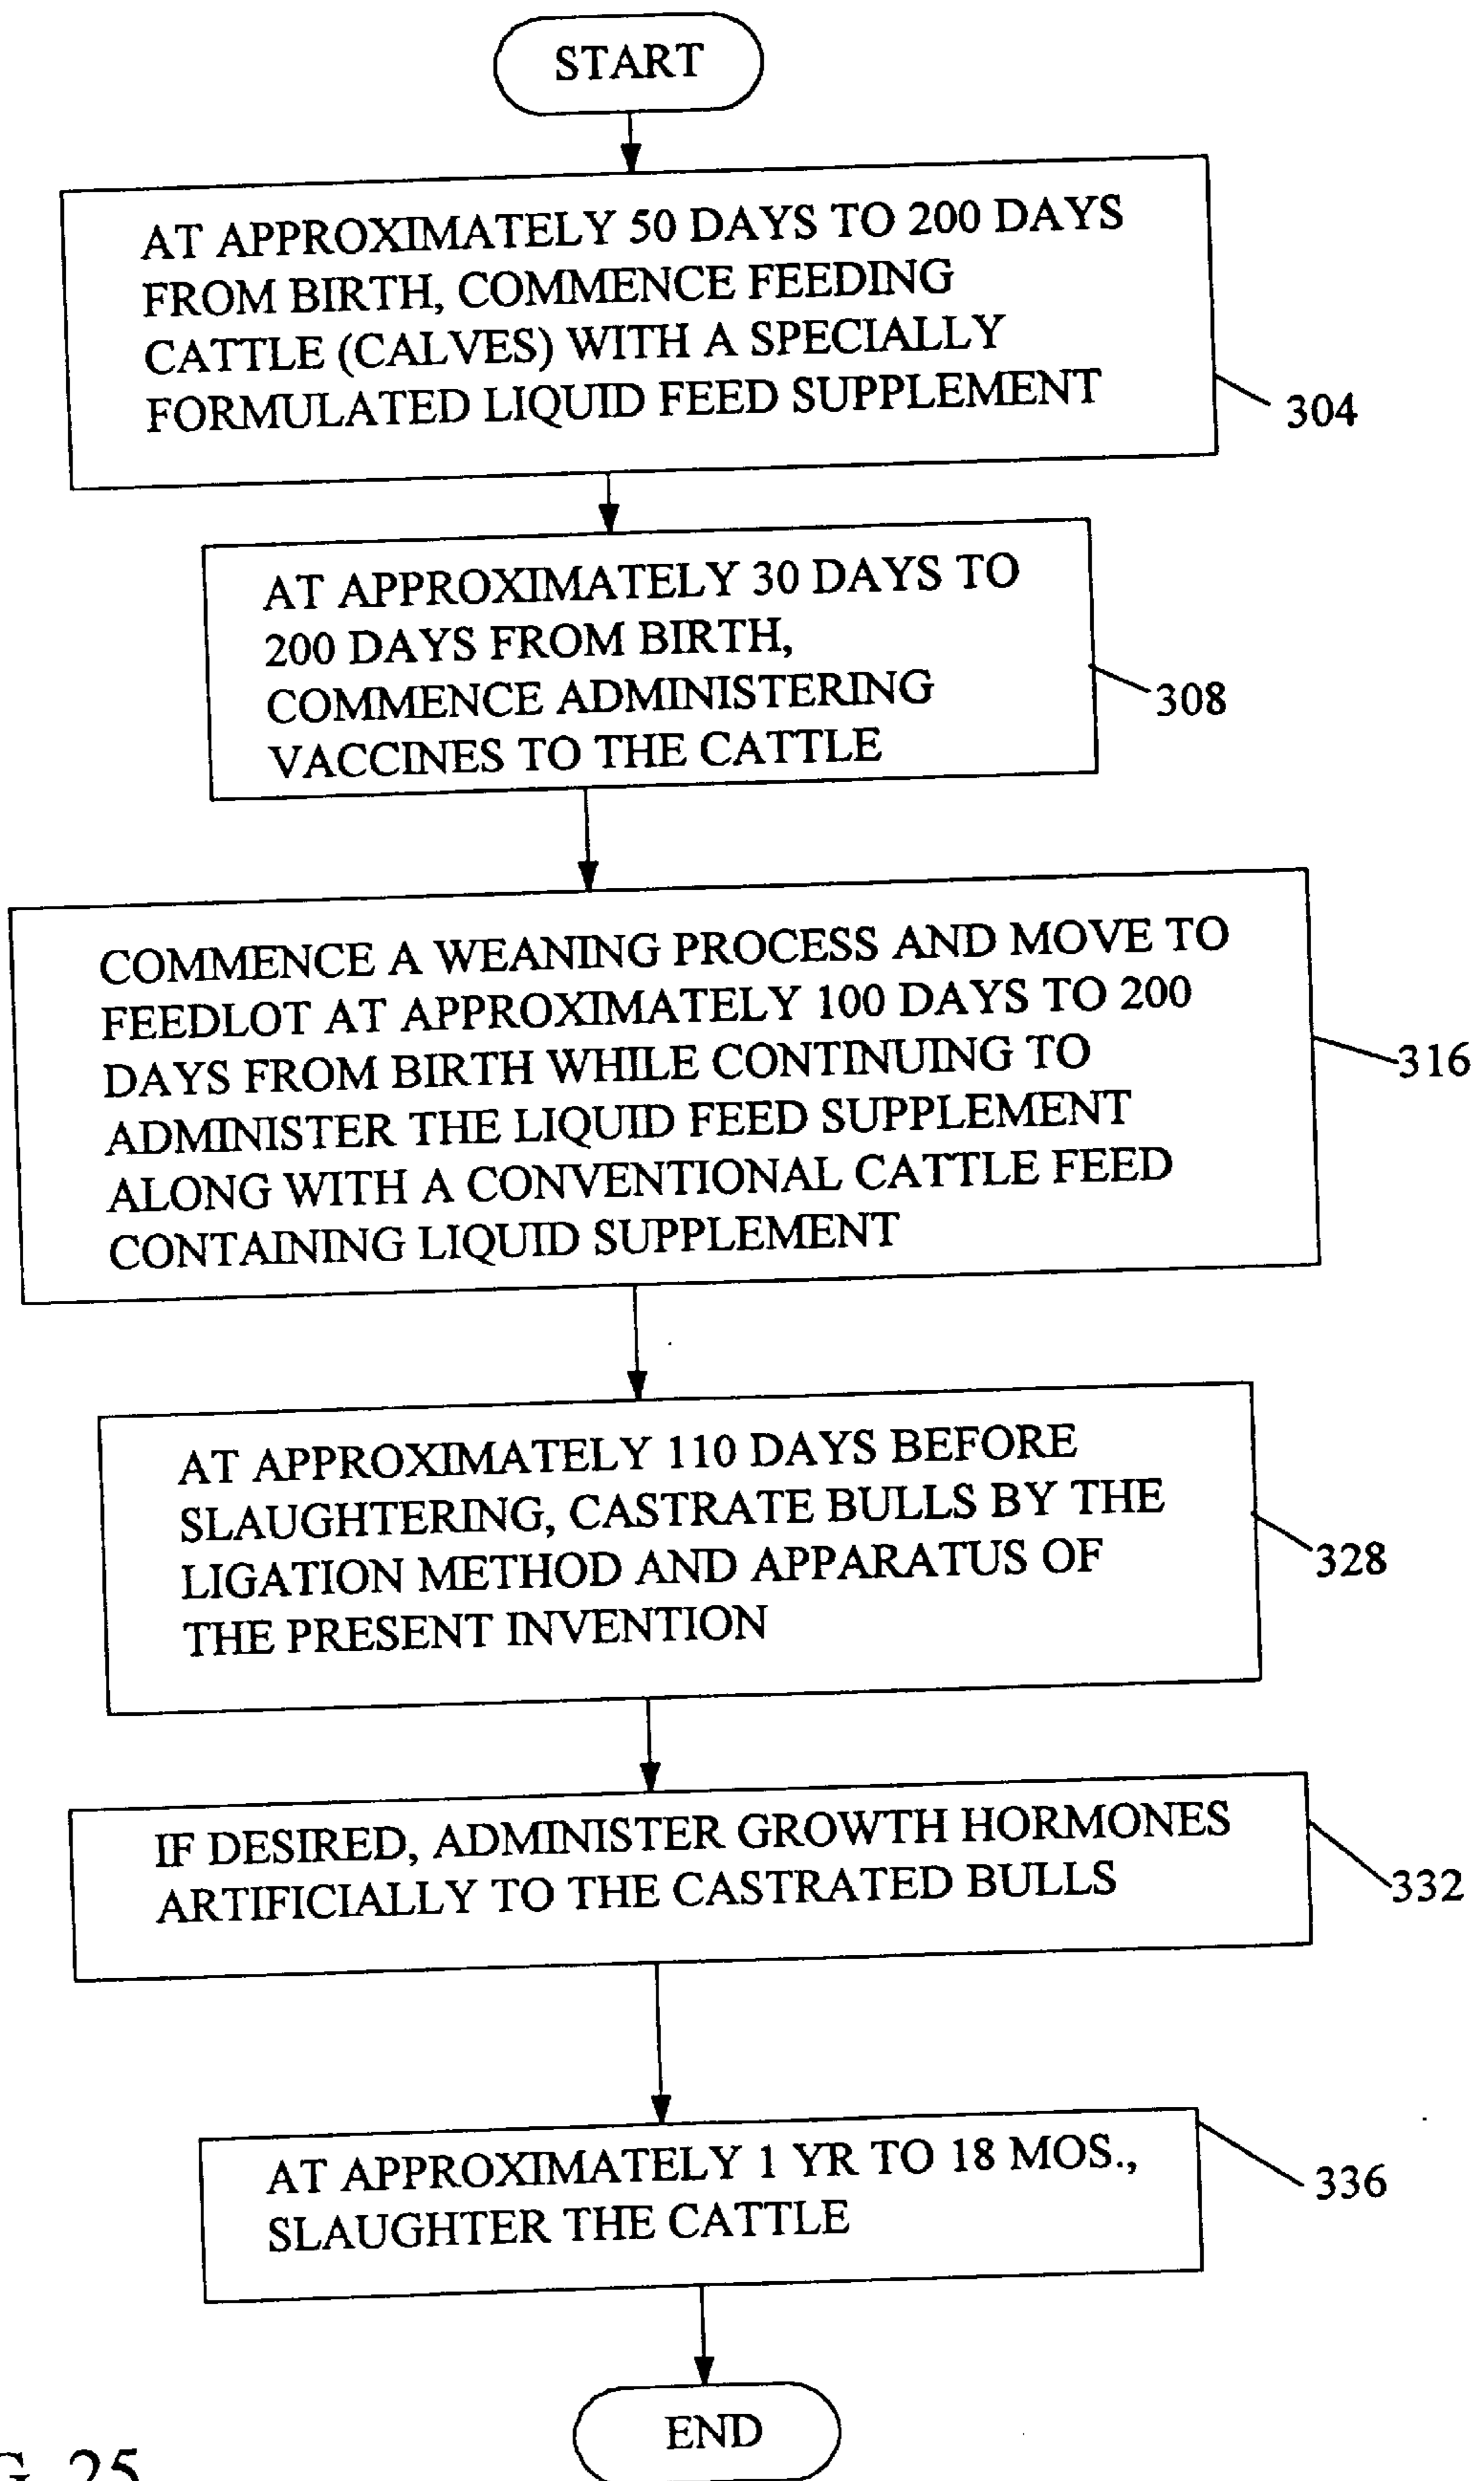 START
AT APPROXIMATELY 50 DAYS TO 200 DAYS
FROM BIRTH, COMMENCE FEEDING
CATTLE (CALVES) WITH A SPECIALLY
FORMULATED LIQUID FEED SUPPLEMENT
304
AT APPROXIMATELY 30 DAYS TO
200 DAYS FROM BIRTH,
COMMENCE ADMINISTERING
VACCINES TO THE CATTLE
308
COMMENCE A WEANING PROCESS AND MOVE TO
FEEDLOT AT APPROXIMATELY 100 DAYS TO 200
DAYS FROM BIRTH WHILE CONTINUING TO
ADMINISTER THE LIQUID FEED SUPPLEMENT
ALONG WITH A CONVENTIONAL CATTLE FEED
CONTAINING LIQUID SUPPLEMENT
316
AT APPROXIMATELY 110 DAYS BEFORE
SLAUGHTERING, CASTRATE BULLS BY THE
LIGATION METHOD AND APPARATUS OF
THE PRESENT INVENTION
328
IF DESIRED, ADMINISTER GROWTH HORMONES
ARTIFICIALLY TO THE CASTRATED BULLS
332
AT APPROXIMATELY 1 YR TO 18 MOS.,
SLAUGHTER THE CATTLE
336
END
25